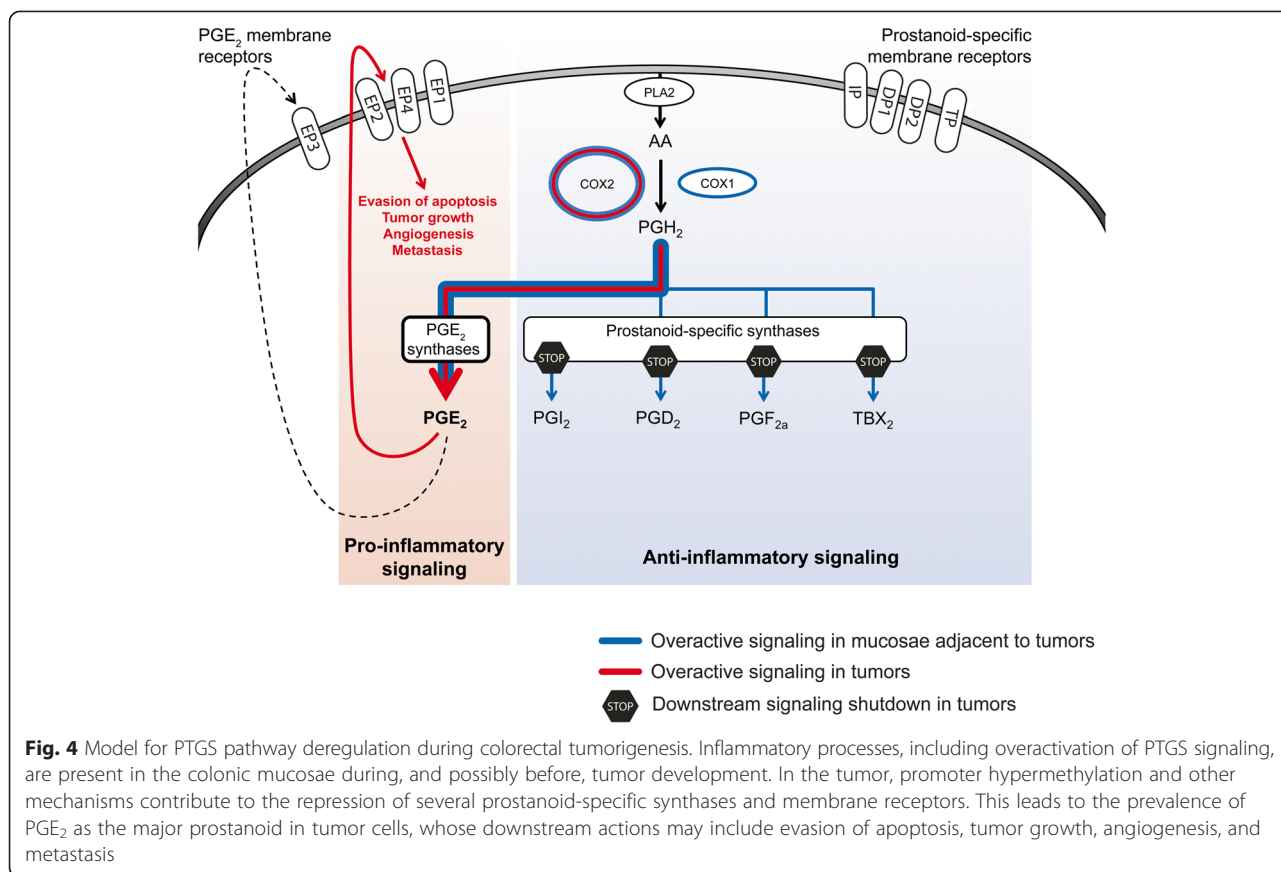 PGE2 membrane
receptors
Prostanoid-specific
membrane receptors
EP3
EP2
EP4
EP1
PLA2
IP
DP1
DP2
TP
AA
COX2
COX1
PGH2
Evasion of apoptosis
Tumor growth
Angiogenesis
Metastasis
PGE2
synthases
Prostanoid-specific synthases
STOP
STOP
STOP
STOP
PGE2
PGI2
PGD2
PGF2a
TBX2
Pro-inflammatory
signaling
Anti-inflammatory signaling
Overactive signaling in mucosae adjacent to tumors
Overactive signaling in tumors
STOP Downstream signaling shutdown in tumors
Fig. 4 Model for PTGS pathway deregulation during colorectal tumorigenesis. Inflammatory processes, including overactivation of PTGS signaling,
are present in the colonic mucosae during, and possibly before, tumor development. In the tumor, promoter hypermethylation and other
mechanisms contribute to the repression of several prostanoid-specific synthases and membrane receptors. This leads to the prevalence of
PGE2 as the major prostanoid in tumor cells, whose downstream actions may include evasion of apoptosis, tumor growth, angiogenesis, and
metastasis